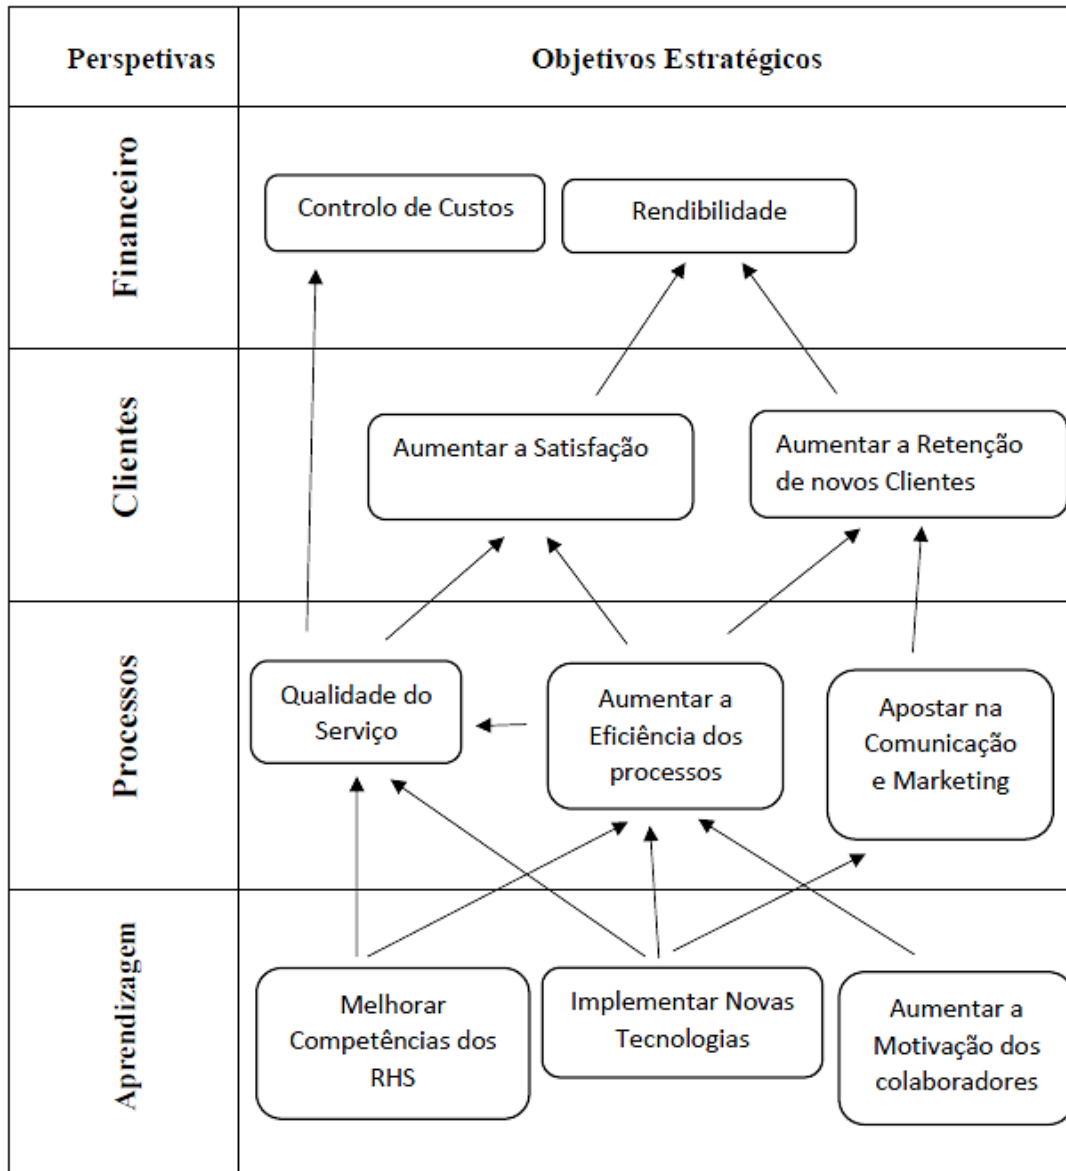 Perspetivas
Objetivos Estratégicos
Financeiro
Controlo de Custos
Rendibilidade
Clientes
Aumentar a Satisfação
Aumentar a Retenção
de novos Clientes
Processos
Qualidade do
Serviço
Aumentar a
Eficiência dos
processos
Apostar na
Comunicação
e Marketing
Aprendizagem
Melhorar
Competências dos
RHS
Implementar Novas
Tecnologias
Aumentar a
Motivação dos
colaboradores